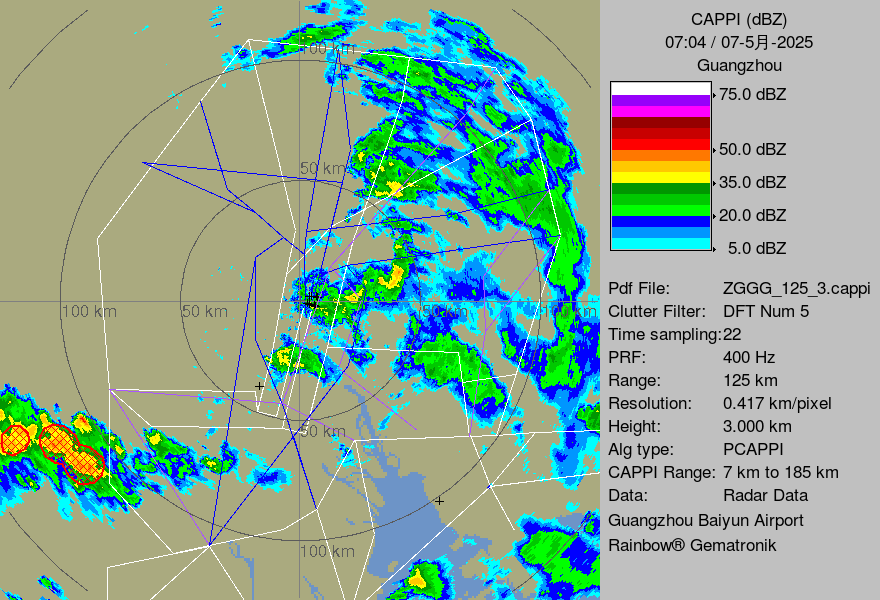 CAPPI (dBZ)
07:04 / 07-5月-2025
Guangzhou
75.0 dBZ
50.0 dBZ
35.0 dBZ
20.0 dBZ
5.0 dBZ
Pdf File: ZGGG_125_3.cappi
Clutter Filter: DFT Num 5
Time sampling:22
PRF: 400 Hz
Range: 125 km
Resolution: 0.417 km/pixel
Height: 3.000 km
Alg type: PCAPPI
CAPPI Range: 7 km to 185 km
Data: Radar Data
Guangzhou Baiyun Airport
Rainbow® Gematronik
100 km
50 km
100 km
50 km
50 km
100 km
50 km
100 km